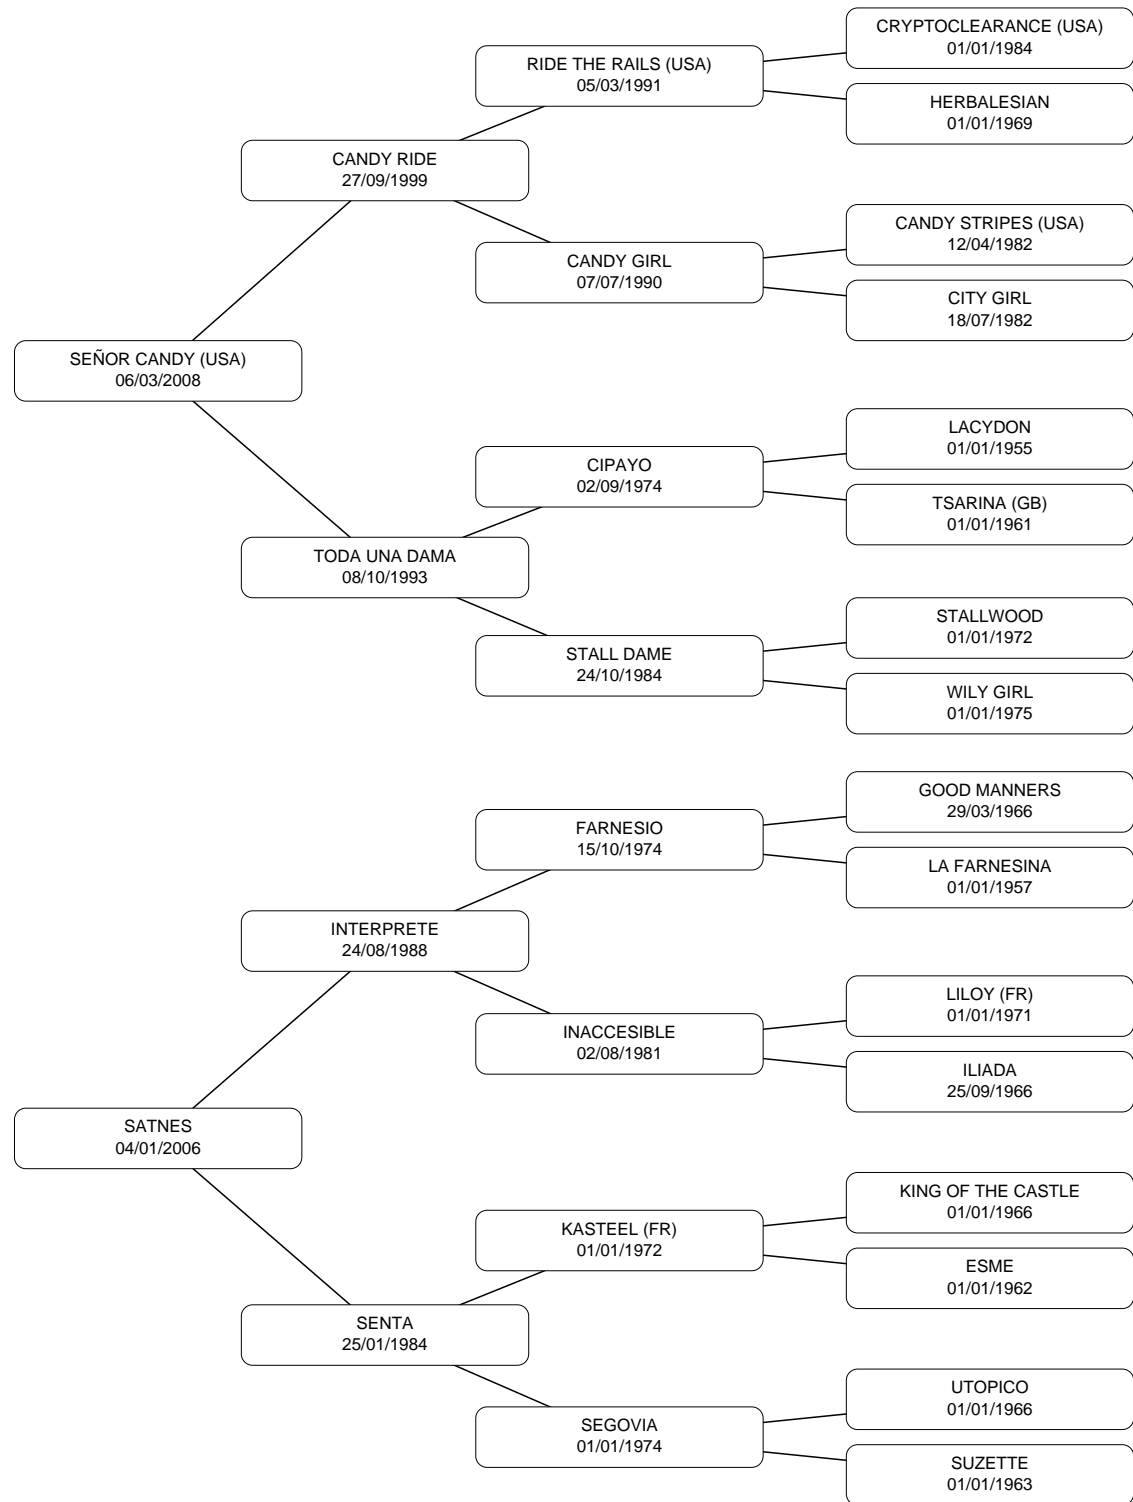 CRYPTOCLEARANCE (USA)
01/01/1984
RIDE THE RAILS (USA)
05/03/1991
HERBALESIAN
01/01/1969
CANDY RIDE
27/09/1999
CANDY STRIPES (USA)
12/04/1982
CANDY GIRL
07/07/1990
CITY GIRL
18/07/1982
SEÑOR CANDY (USA)
06/03/2008
LACYDON
01/01/1955
CIPAYO
02/09/1974
TSARINA (GB)
01/01/1961
TODA UNA DAMA
08/10/1993
STALLWOOD
01/01/1972
STALL DAME
24/10/1984
WILY GIRL
01/01/1975
GOOD MANNERS
29/03/1966
FARNESIO
15/10/1974
LA FARNESINA
01/01/1957
INTERPRETE
24/08/1988
LILOY (FR)
01/01/1971
INACCESIBLE
02/08/1981
ILIADA
25/09/1966
SATNES
04/01/2006
KING OF THE CASTLE
01/01/1966
KASTEEL (FR)
01/01/1972
ESME
01/01/1962
SENTA
25/01/1984
UTOPICO
01/01/1966
SEGOVIA
01/01/1974
SUZETTE
01/01/1963